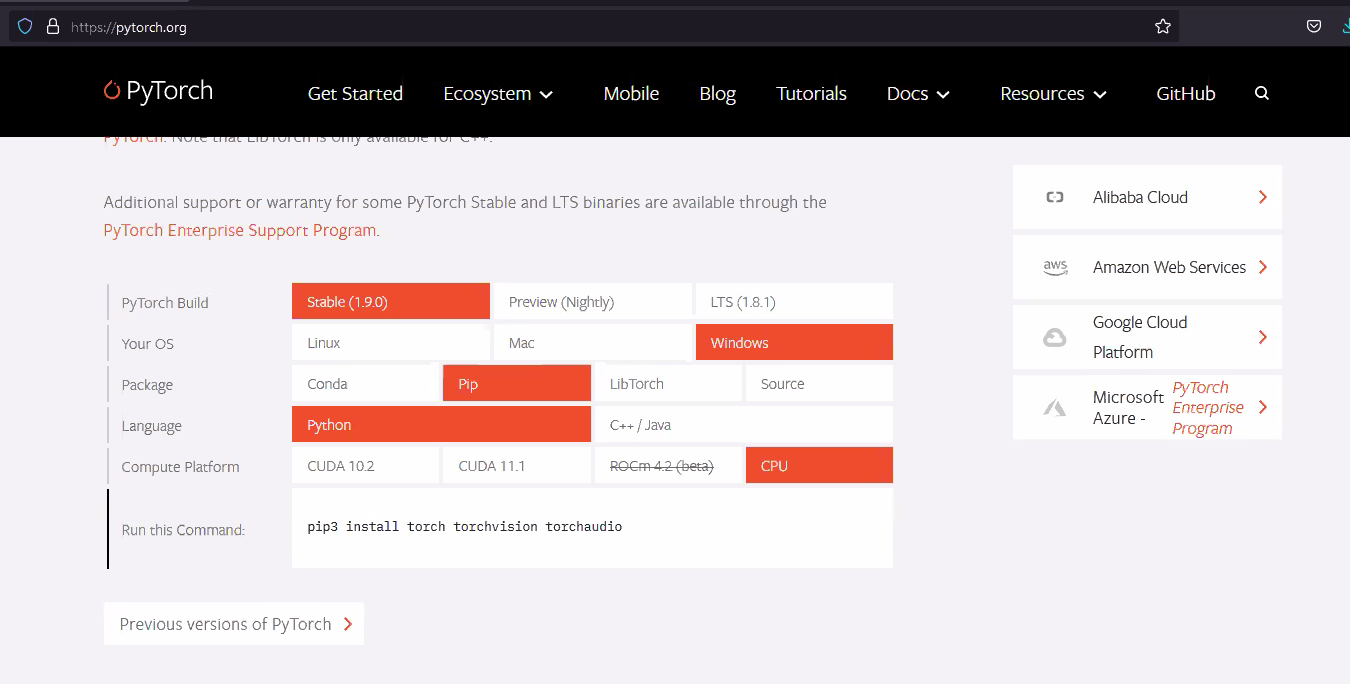 https://pytorch.org
PyTorch
Get Started
Ecosystem
Mobile
Blog
Tutorials
Docs
Resources
GitHub
PyTorch. Note that LibTorch is only available for C++.
Additional support or warranty for some PyTorch Stable and LTS binaries are available through the
PyTorch Enterprise Support Program.
PyTorch Build
Stable (1.9.0)
Preview (Nightly)
LTS (1.8.1)
Your OS
Linux
Mac
Windows
Package
Conda
Pip
LibTorch
Source
Language
Python
C++ / Java
Compute Platform
CUDA 10.2
CUDA 11.1
ROCm 4.2 (beta)
CPU
Run this Command:
pip3 install torch torchvision torchaudio
Previous versions of PyTorch
Alibaba Cloud
aws
Amazon Web Services
Google Cloud
Platform
Microsoft
Azure -
PyTorch
Enterprise
Program